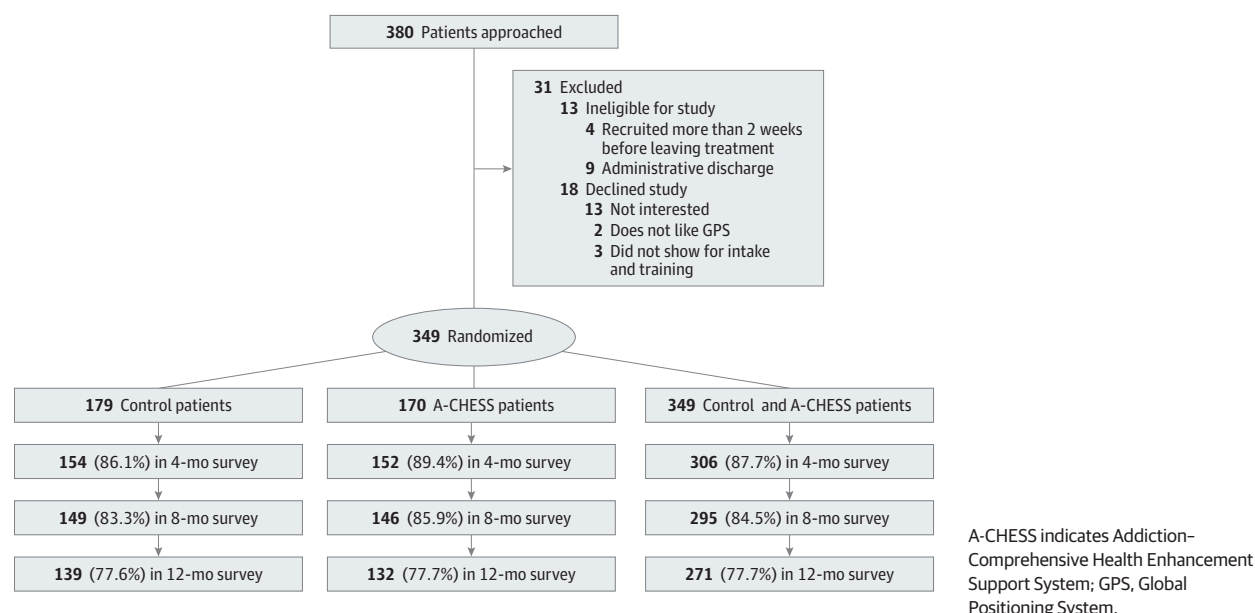 380 Patients approached
31 Excluded
13 Ineligible for study
4 Recruited more than 2 weeks
before leaving treatment
9 Administrative discharge
18 Declined study
13 Not interested
2 Does not like GPS
3 Did not show for intake
and training
349 Randomized
179 Control patients
170 A-CHESS patients
349 Control and A-CHESS patients
154 (86.1%) in 4-mo survey
152 (89.4%) in 4-mo survey
306 (87.7%) in 4-mo survey
149 (83.3%) in 8-mo survey
146 (85.9%) in 8-mo survey
295 (84.5%) in 8-mo survey
139 (77.6%) in 12-mo survey
132 (77.7%) in 12-mo survey
271 (77.7%) in 12-mo survey
A-CHESS indicates Addiction–
Comprehensive Health Enhancement
Support System; GPS, Global
Positioning System.